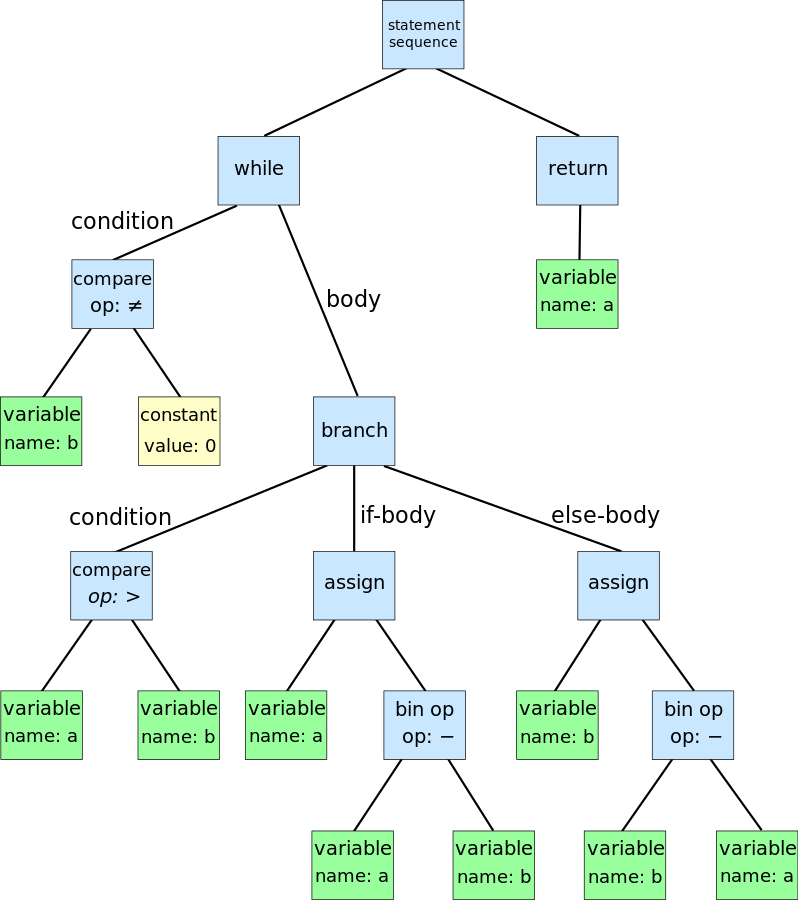 statement
sequence
while
return
condition
compare
op: ≠
body
variable
name: a
variable
name: b
constant
value: 0
branch
condition
if-body
else-body
compare
op: >
assign
assign
variable
name: a
variable
name: b
variable
name: a
bin op
op: −
variable
name: b
bin op
op: −
variable
name: a
variable
name: b
variable
name: b
variable
name: a